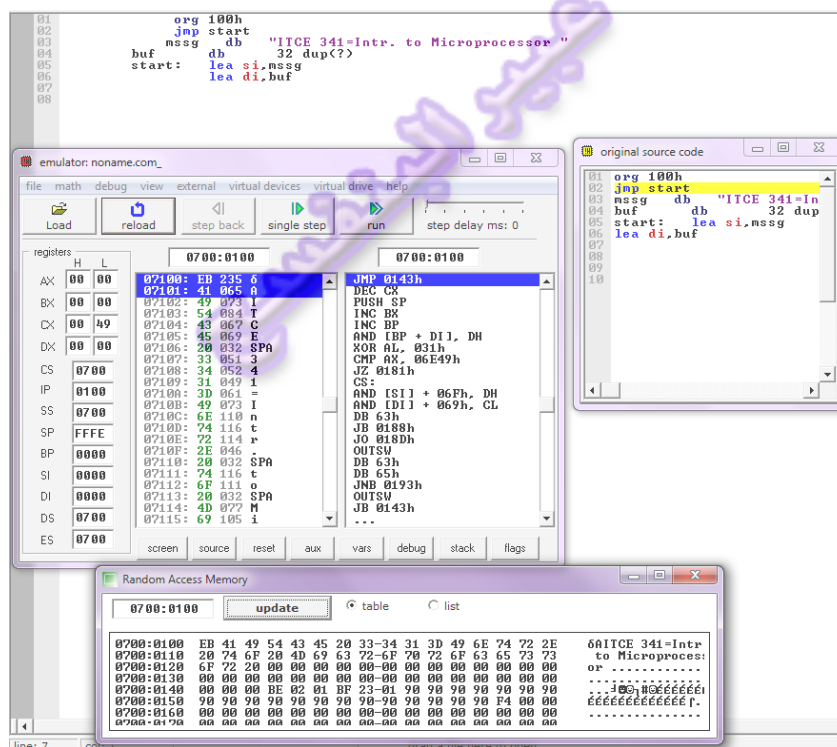 01 org 100h
02 jmp start
03 mssg db "ITCE 341=Intr. to Microprocessor "
04 buf db 32 dup(?)
05 start: lea si,mssg
06 lea di,buf
07
08
emulator: noname.com_
file math debug view external virtual devices virtual drive help
Load reload step back single step run step delay ms: 0
registers
H L
AX 00 00
BX 00 00
CX 00 49
DX 00 00
CS 0700
IP 0100
SS 0700
SP FFFE
BP 0000
SI 0000
DI 0000
DS 0700
ES 0700
0700:0100
07100: EB 235 δ
07101: 41 065 A
07102: 49 073 I
07103: 54 084 T
07104: 43 067 C
07105: 45 069 E
07106: 20 032 SPA
07107: 33 051 3
07108: 34 052 4
07109: 31 049 1
0710A: 3D 061 =
0710B: 49 073 I
0710C: 6E 110 n
0710D: 74 116 t
0710E: 72 114 r
0710F: 2E 046 .
07110: 20 032 SPA
07111: 74 116 t
07112: 6F 111 o
07113: 20 032 SPA
07114: 4D 077 M
07115: 69 105 i
0700:0100
JMP 0143h
DEC CX
PUSH SP
INC BX
INC BP
AND [BP + DI], DH
XOR AL, 031h
CMP AX, 06E49h
JZ 0181h
CS:
AND [SI] + 06Fh, DH
AND [DI] + 069h, CL
DB 63h
JB 0188h
JO 018Dh
OUTSW
DB 63h
DB 65h
JNB 0193h
OUTSW
JB 0143h
...
screen source reset aux vars debug stack flags
original source code
01 org 100h
02 jmp start
03 mssg db "ITCE 341=In
04 buf db 32 dup
05 start: lea si,mssg
06 lea di,buf
07
08
09
10
Random Access Memory
0700:0100 update table list
0700:0100 EB 41 49 54 43 45 20 33-34 31 3D 49 6E 74 72 2E δAITCE 341=Intr
0700:0110 20 74 6F 20 4D 69 63 72-6F 70 72 6F 63 65 73 73 to Microproces
0700:0120 6F 72 20 00 00 00 00 00-00 00 00 00 00 00 00 00 or .............
0700:0130 00 00 00 00 00 00 00 00-00 00 00 00 00 00 00 00 ................
0700:0140 00 00 00 BE 02 01 BF 23-01 90 90 90 90 90 90 90
0700:0150 90 90 90 90 90 90 90 90-90 90 90 90 90 F4 00 00
0700:0160 00 00 00 00 00 00 00 00-00 00 00 00 00 00 00 00 ................
0700:0170 00 00 00 00 00 00 00 00-00 00 00 00 00 00 00 00
line: 7